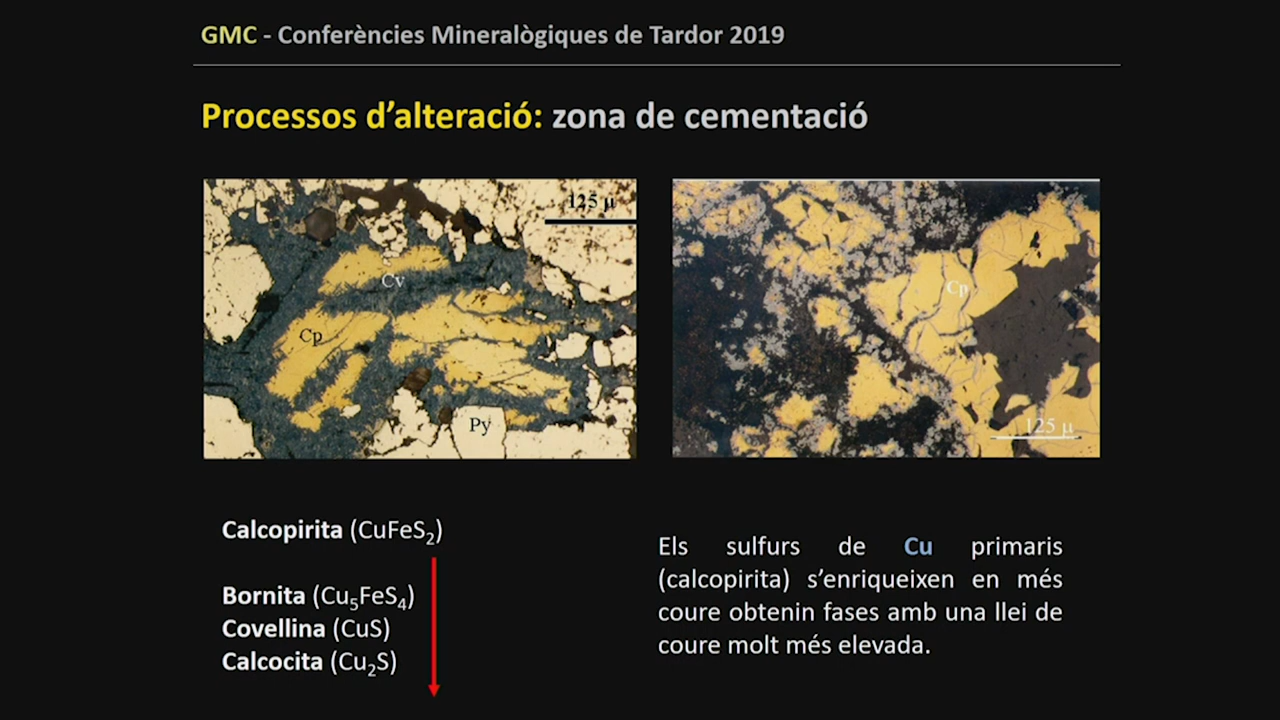 GMC - Conferències Mineralògiques de Tardor 2019
Processos d’alteració: zona de cementació
125 µ
Cv
Cp
Py
Cp
125 µ
Calcopirita (CuFeS₂)
Bornita (Cu₅FeS₄)
Covellina (CuS)
Calcocita (Cu₂S)
Els sulfurs de Cu primaris
(calcopirita) s’enriqueixen en més
coure obtenin fases amb una llei de
coure molt més elevada.